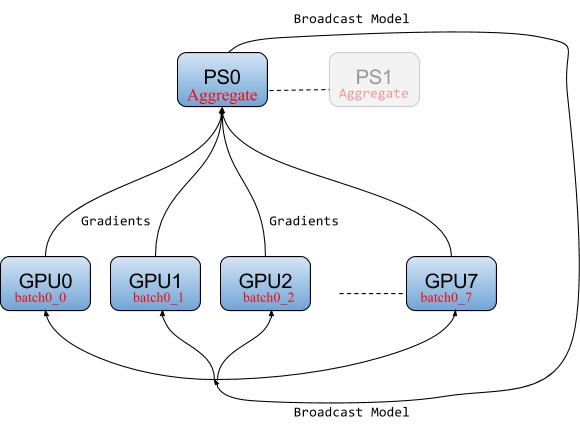 Broadcast Model
PS0
Aggregate
PS1
Aggregate
Gradients
Gradients
GPU0
batch0_0
GPU1
batch0_1
GPU2
batch0_2
GPU7
batch0_7
Broadcast Model